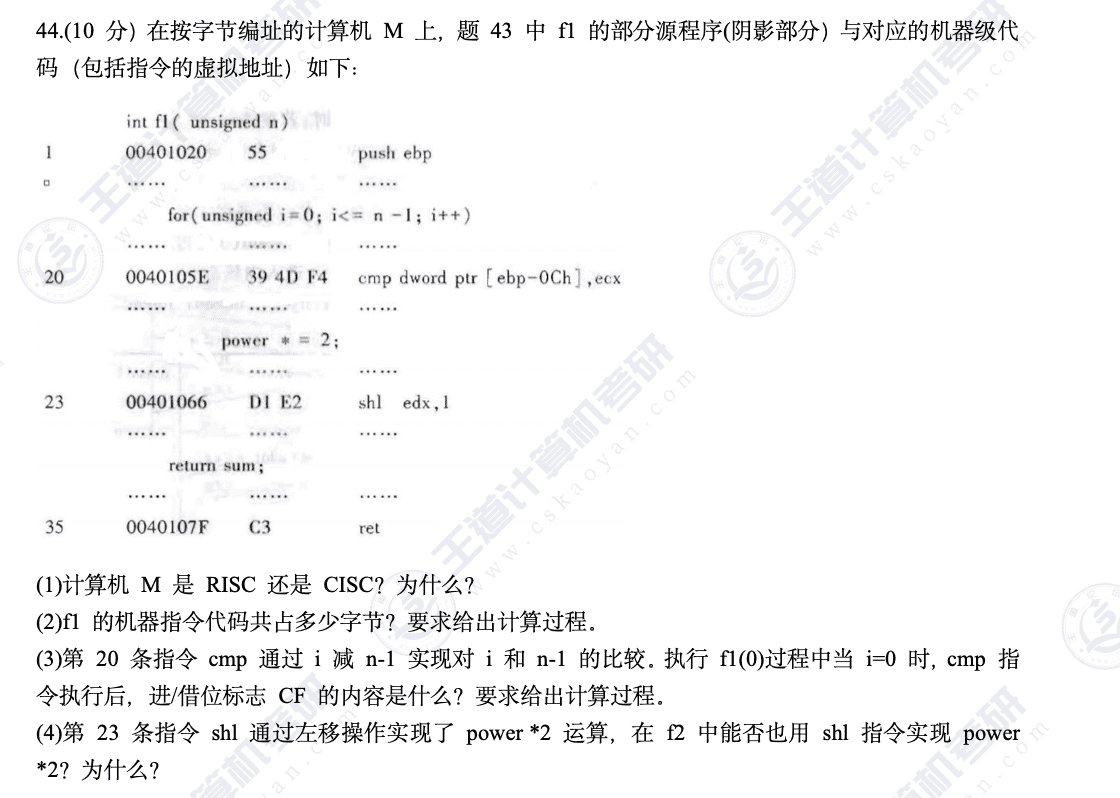 44.(10 分) 在按字节编址的计算机 M 上，题 43 中 f1 的部分源程序(阴影部分）与对应的机器级代
码（包括指令的虚拟地址）如下：
int f1( unsigned n)
1 00401020 55 push ebp
…… …… ……
for( unsigned i=0; i<= n -1; i++)
…… …… ……
20 0040105E 39 4D F4 cmp dword ptr [ebp-0Ch],ecx
…… …… ……
power * = 2;
…… …… ……
23 00401066 D1 E2 shl edx,1
…… …… ……
return sum;
…… …… ……
35 0040107F C3 ret
(1)计算机 M 是 RISC 还是 CISC？为什么？
(2)f1 的机器指令代码共占多少字节？要求给出计算过程。
(3)第 20 条指令 cmp 通过 i 减 n-1 实现对 i 和 n-1 的比较。执行 f1(0)过程中当 i=0 时，cmp 指
令执行后，进/借位标志 CF 的内容是什么？要求给出计算过程。
(4)第 23 条指令 shl 通过左移操作实现了 power *2 运算，在 f2 中能否也用 shl 指令实现 power
*2？为什么？
王道计算机考研
www.cskaoyan.com